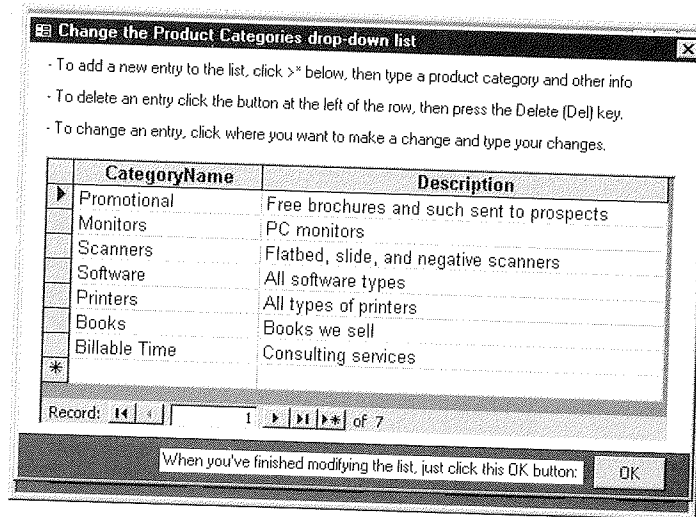 Change the Product Categories drop-down list
- To add a new entry to the list, click >* below, then type a product category and other info
- To delete an entry click the button at the left of the row, then press the Delete (Del) key.
- To change an entry, click where you want to make a change and type your changes.
CategoryName Description
Promotional Free brochures and such sent to prospects
Monitors PC monitors
Scanners Flatbed, slide, and negative scanners
Software All software types
Printers All types of printers
Books Books we sell
Billable Time Consulting services
Record: 1 of 7
When you've finished modifying the list, just click this OK button: OK